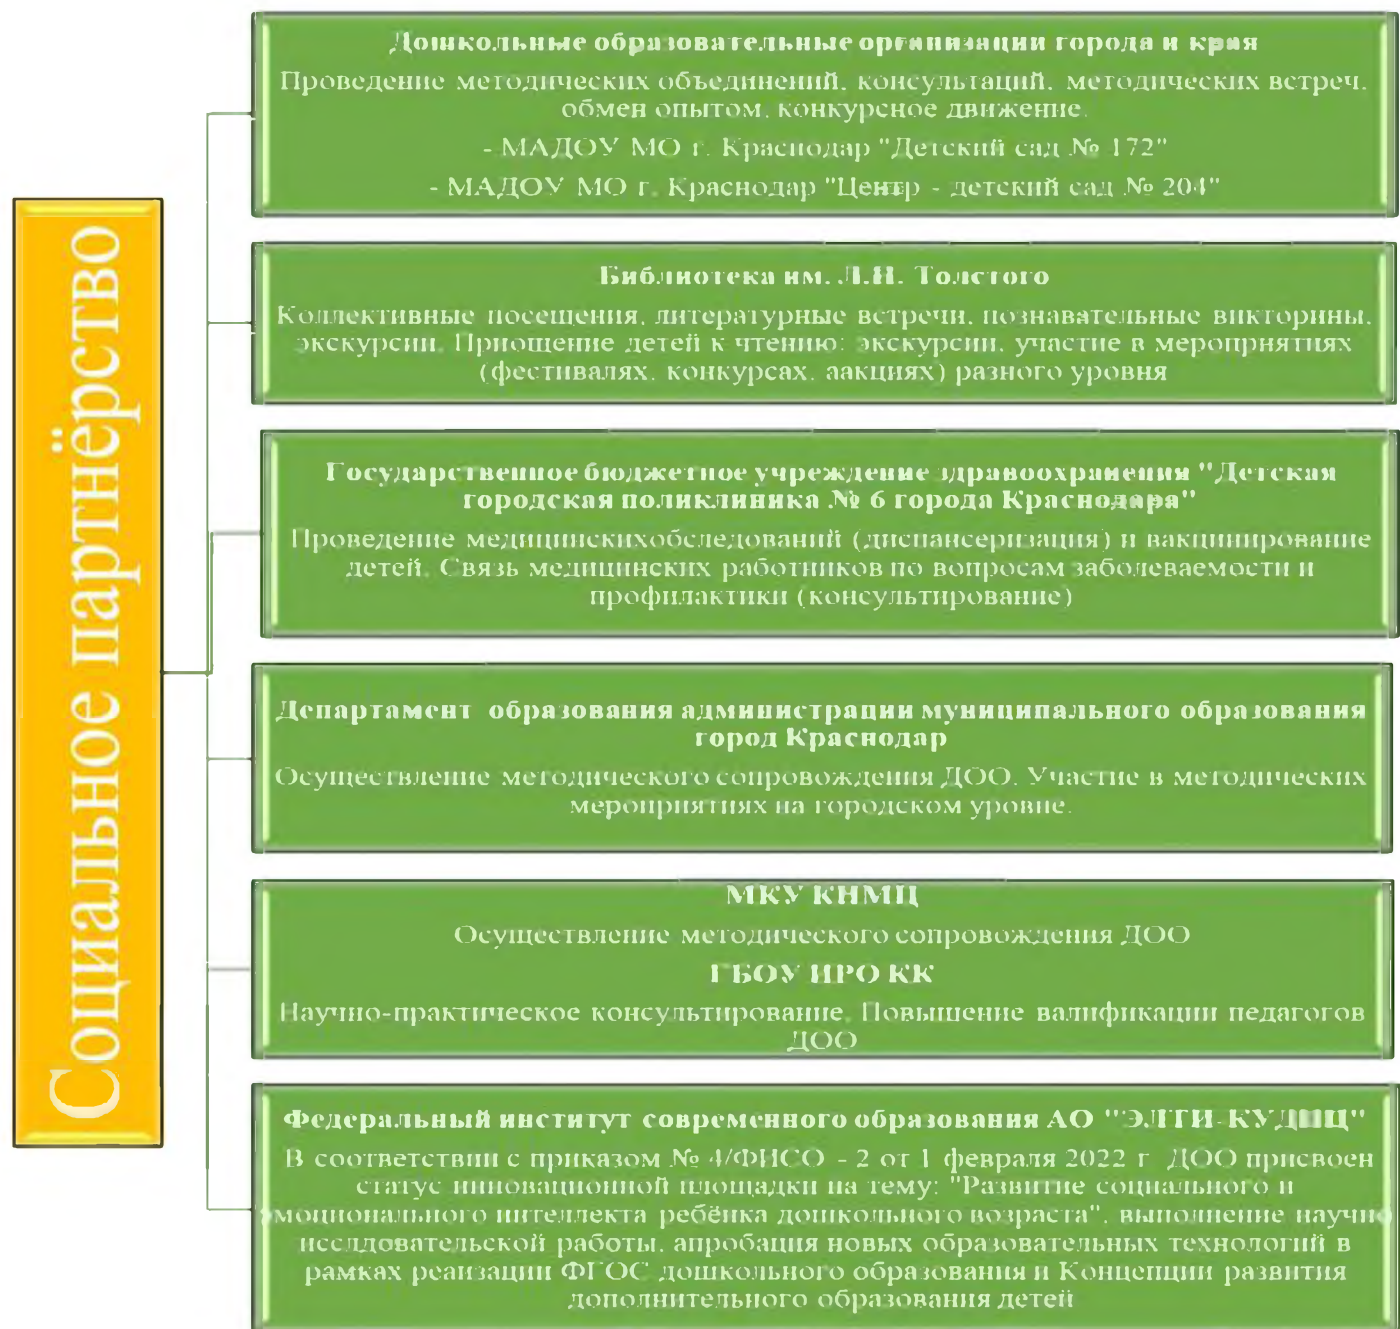 Социальное партнёрство
Дошкольные образовательные организации города и края
Проведение методических объединений, консультаций, методических встреч,
обмен опытом, конкурсное движение.
- МАДОУ МО г. Краснодар "Детский сад № 172"
- МАДОУ МО г. Краснодар "Центр - детский сад № 204"
Библиотека им. Л.Н. Толстого
Коллективные посещения, литературные встречи, познавательные викторины,
экскурсии. Приощение детей к чтению: экскурсии, участие в мероприятиях
(фестивалях, конкурсах, аакциях) разного уровня
Государственное бюджетное учреждение здравоохранения "Детская
городская поликлиника № 6 города Краснодара"
Проведение медицинскихобследований (диспансеризация) и вакцинирование
детей. Связь медицинских работников по вопросам заболеваемости и
профилактики (консультирование)
Департамент образования администрации муниципального образования
город Краснодар
Осуществление методического сопровождения ДОО. Участие в методических
мероприятиях на городском уровне.
МКУ КНМЦ
Осуществление методического сопровождения ДОО
ГБОУ ИРО КК
Научно-практическое консультирование. Повышение валификации педагогов
ДОО
Федеральный институт современного образования АО "ЭЛТИ-КУДИЦ"
В соответствии с приказом № 4/ФИСО - 2 от 1 февраля 2022 г. ДОО присвоен
статус инновационной площадки на тему: "Развитие социального и
эмоционального интеллекта ребёнка дошкольного возраста", выполнение научно
исслдовательской работы, апробация новых образовательных технологий в
рамках реаизации ФГОС дошкольного образования и Концепции развития
дополнительного образования детей